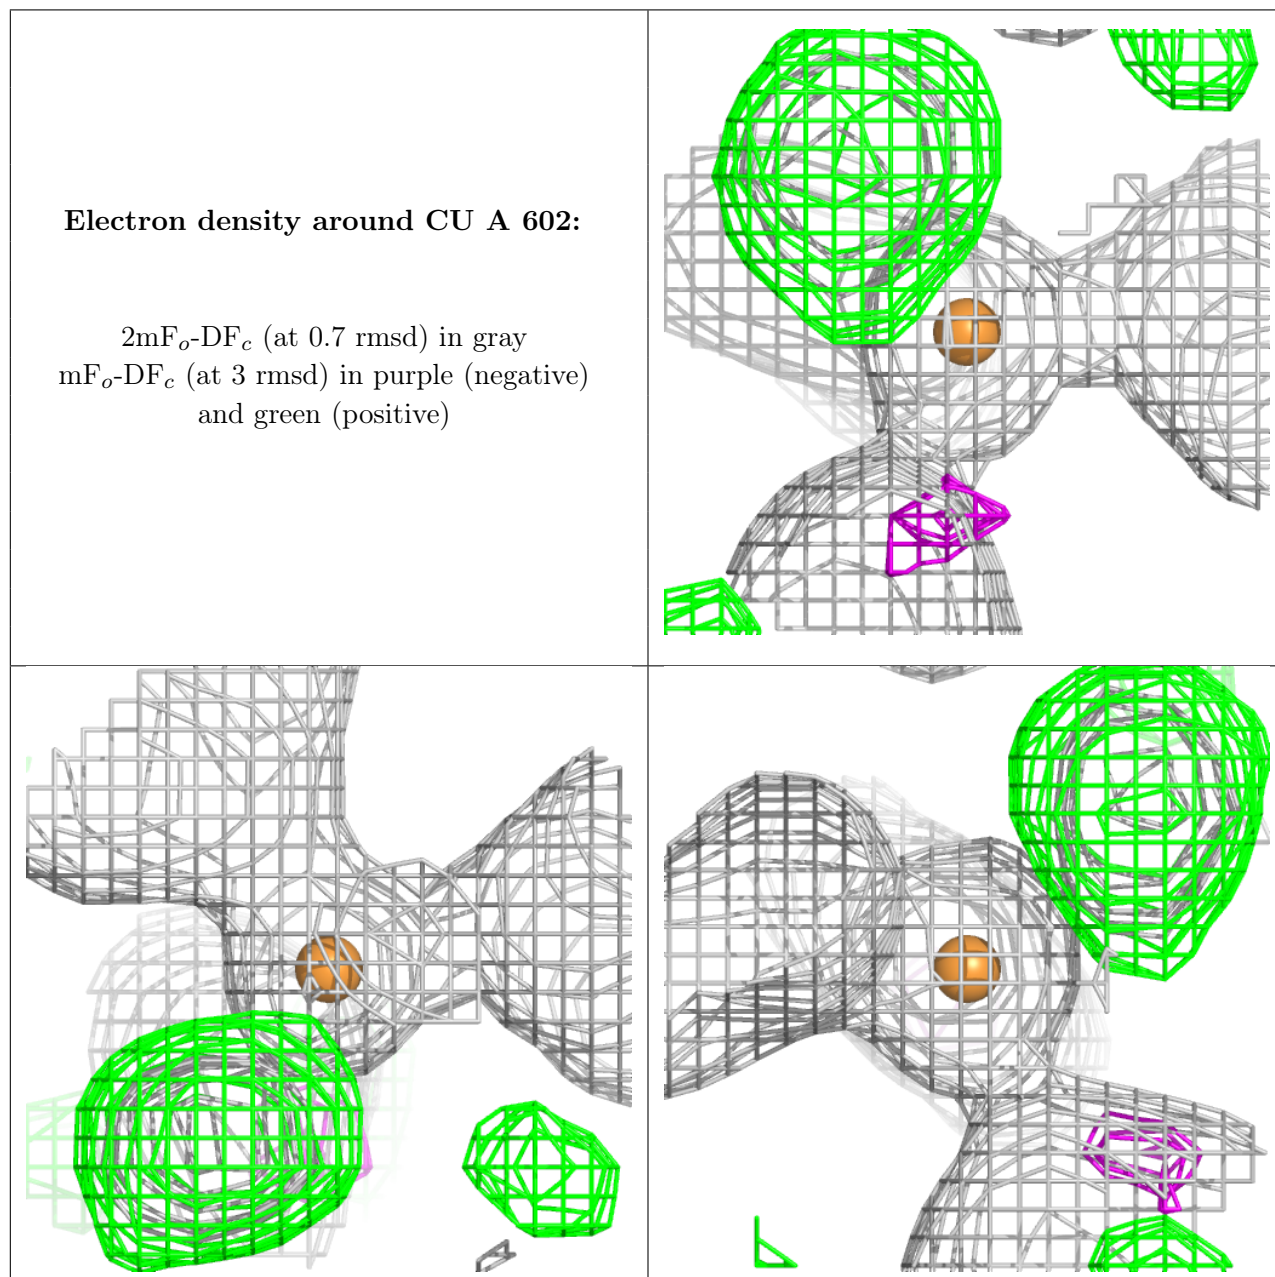 Electron density around CU A 602:
2mFo-DFc (at 0.7 rmsd) in gray
mFo-DFc (at 3 rmsd) in purple (negative)
and green (positive)